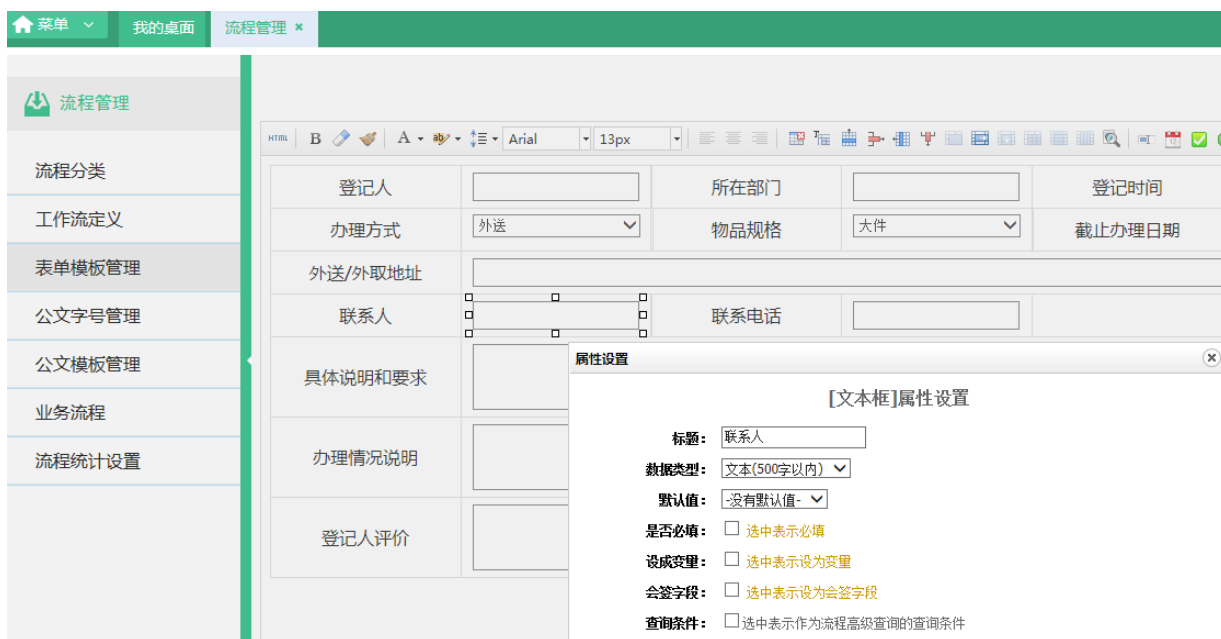 菜单 我的桌面 流程管理 ×
流程管理
流程分类
工作流定义
表单模板管理
公文字号管理
公文模板管理
业务流程
流程统计设置
HTML B A ab Arial 13px
登记人 所在部门 登记时间
办理方式 外送 物品规格 大件 截止办理日期
外送/外取地址
联系人 联系电话
具体说明和要求
办理情况说明
登记人评价
属性设置
[文本框]属性设置
标题： 联系人
数据类型： 文本(500字以内)
默认值： -没有默认值-
是否必填： 选中表示必填
设成变量： 选中表示设为变量
会签字段： 选中表示设为会签字段
查询条件： 选中表示作为流程高级查询的查询条件